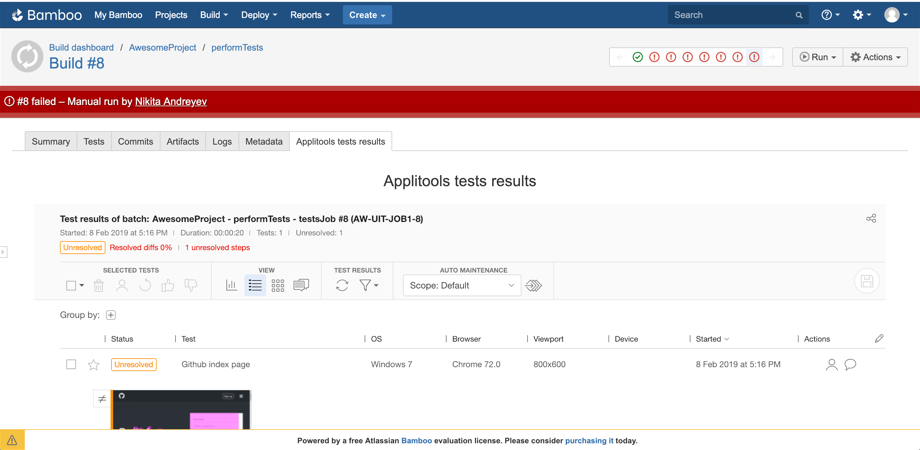 Bamboo My Bamboo Projects Build Deploy Reports Create Search
Build dashboard / AwesomeProject / performTests
Build #8
Run Actions
#8 failed – Manual run by Nikita Andreyev
Summary Tests Commits Artifacts Logs Metadata Applitools tests results
Applitools tests results
Test results of batch: AwesomeProject - performTests - testsJob #8 (AW-UIT-JOB1-8)
Started: 8 Feb 2019 at 5:16 PM | Duration: 00:00:20 | Tests: 1 | Unresolved: 1
Unresolved Resolved diffs 0% | 1 unresolved steps
SELECTED TESTS VIEW TEST RESULTS AUTO MAINTENANCE
Scope: Default
Group by:
Status Test OS Browser Viewport Device Started Actions
Unresolved Github index page Windows 7 Chrome 72.0 800x600 8 Feb 2019 at 5:16 PM
Powered by a free Atlassian Bamboo evaluation license. Please consider purchasing it today.